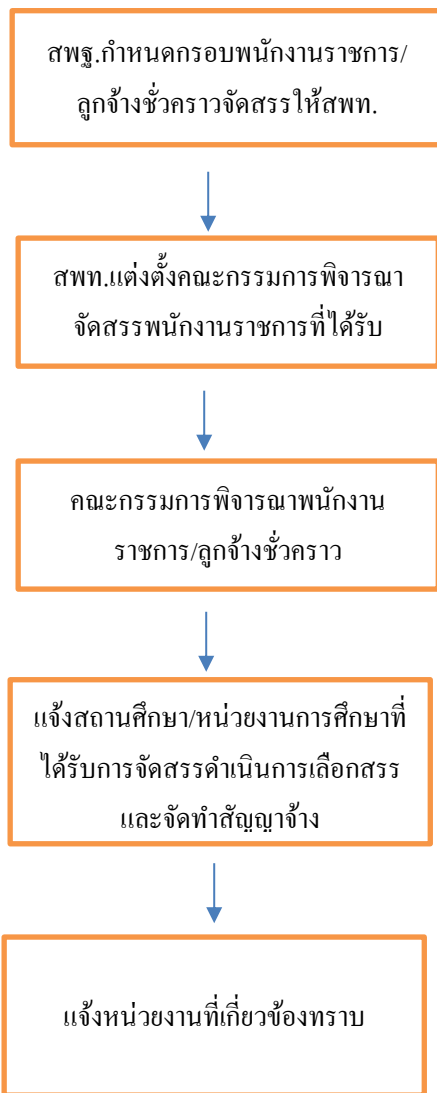 สพฐ.กำหนดกรอบพนักงานราชการ/
ลูกจ้างชั่วคราวจัดสรรให้สพท.
สพท.แต่งตั้งคณะกรรมการพิจารณา
จัดสรรพนักงานราชการที่ได้รับ
คณะกรรมการพิจารณาพนักงาน
ราชการ/ลูกจ้างชั่วคราว
แจ้งสถานศึกษา/หน่วยงานการศึกษาที่
ได้รับการจัดสรรดำเนินการเลือกสรร
และจัดทำสัญญาจ้าง
แจ้งหน่วยงานที่เกี่ยวข้องทราบ